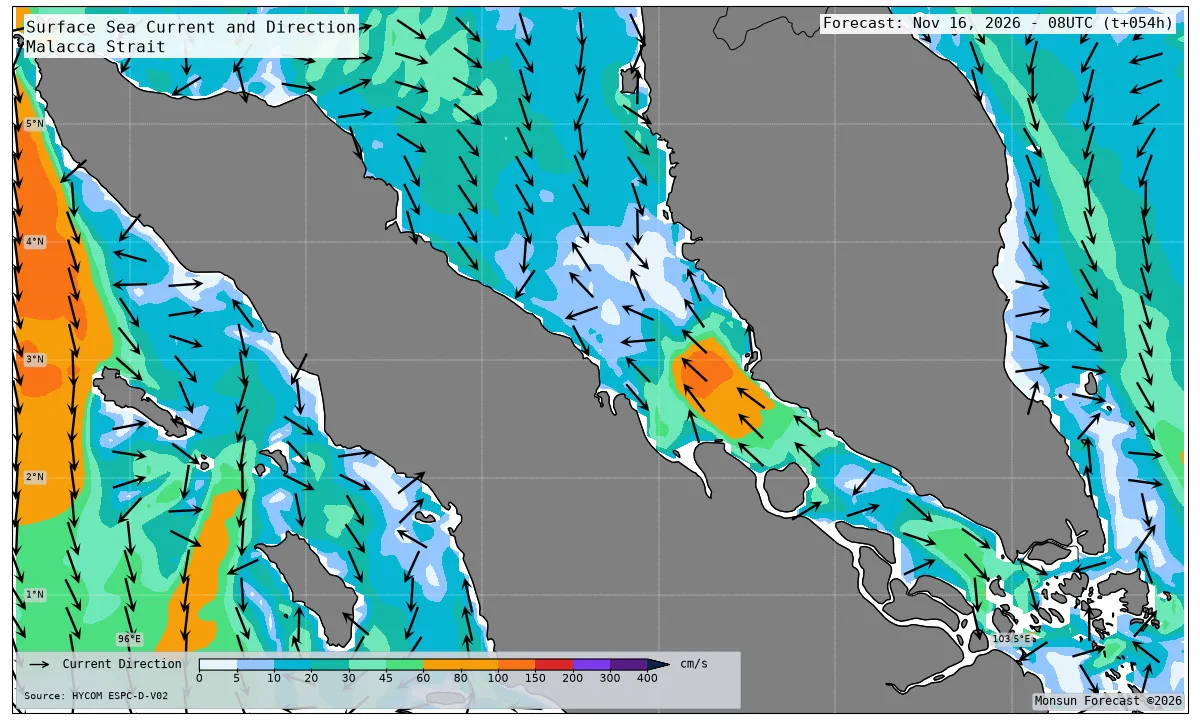 Surface Sea Current and Direction
Malacca Strait
Forecast: Nov 16, 2026 - 08UTC (t+054h)
5°N
4°N
3°N
2°N
1°N
96°E
103.5°E
Current Direction
0 5 10 20 30 45 60 80 100 150 200 300 400
cm/s
Source: HYCOM ESPC-D-V02
Monsun Forecast ©2026